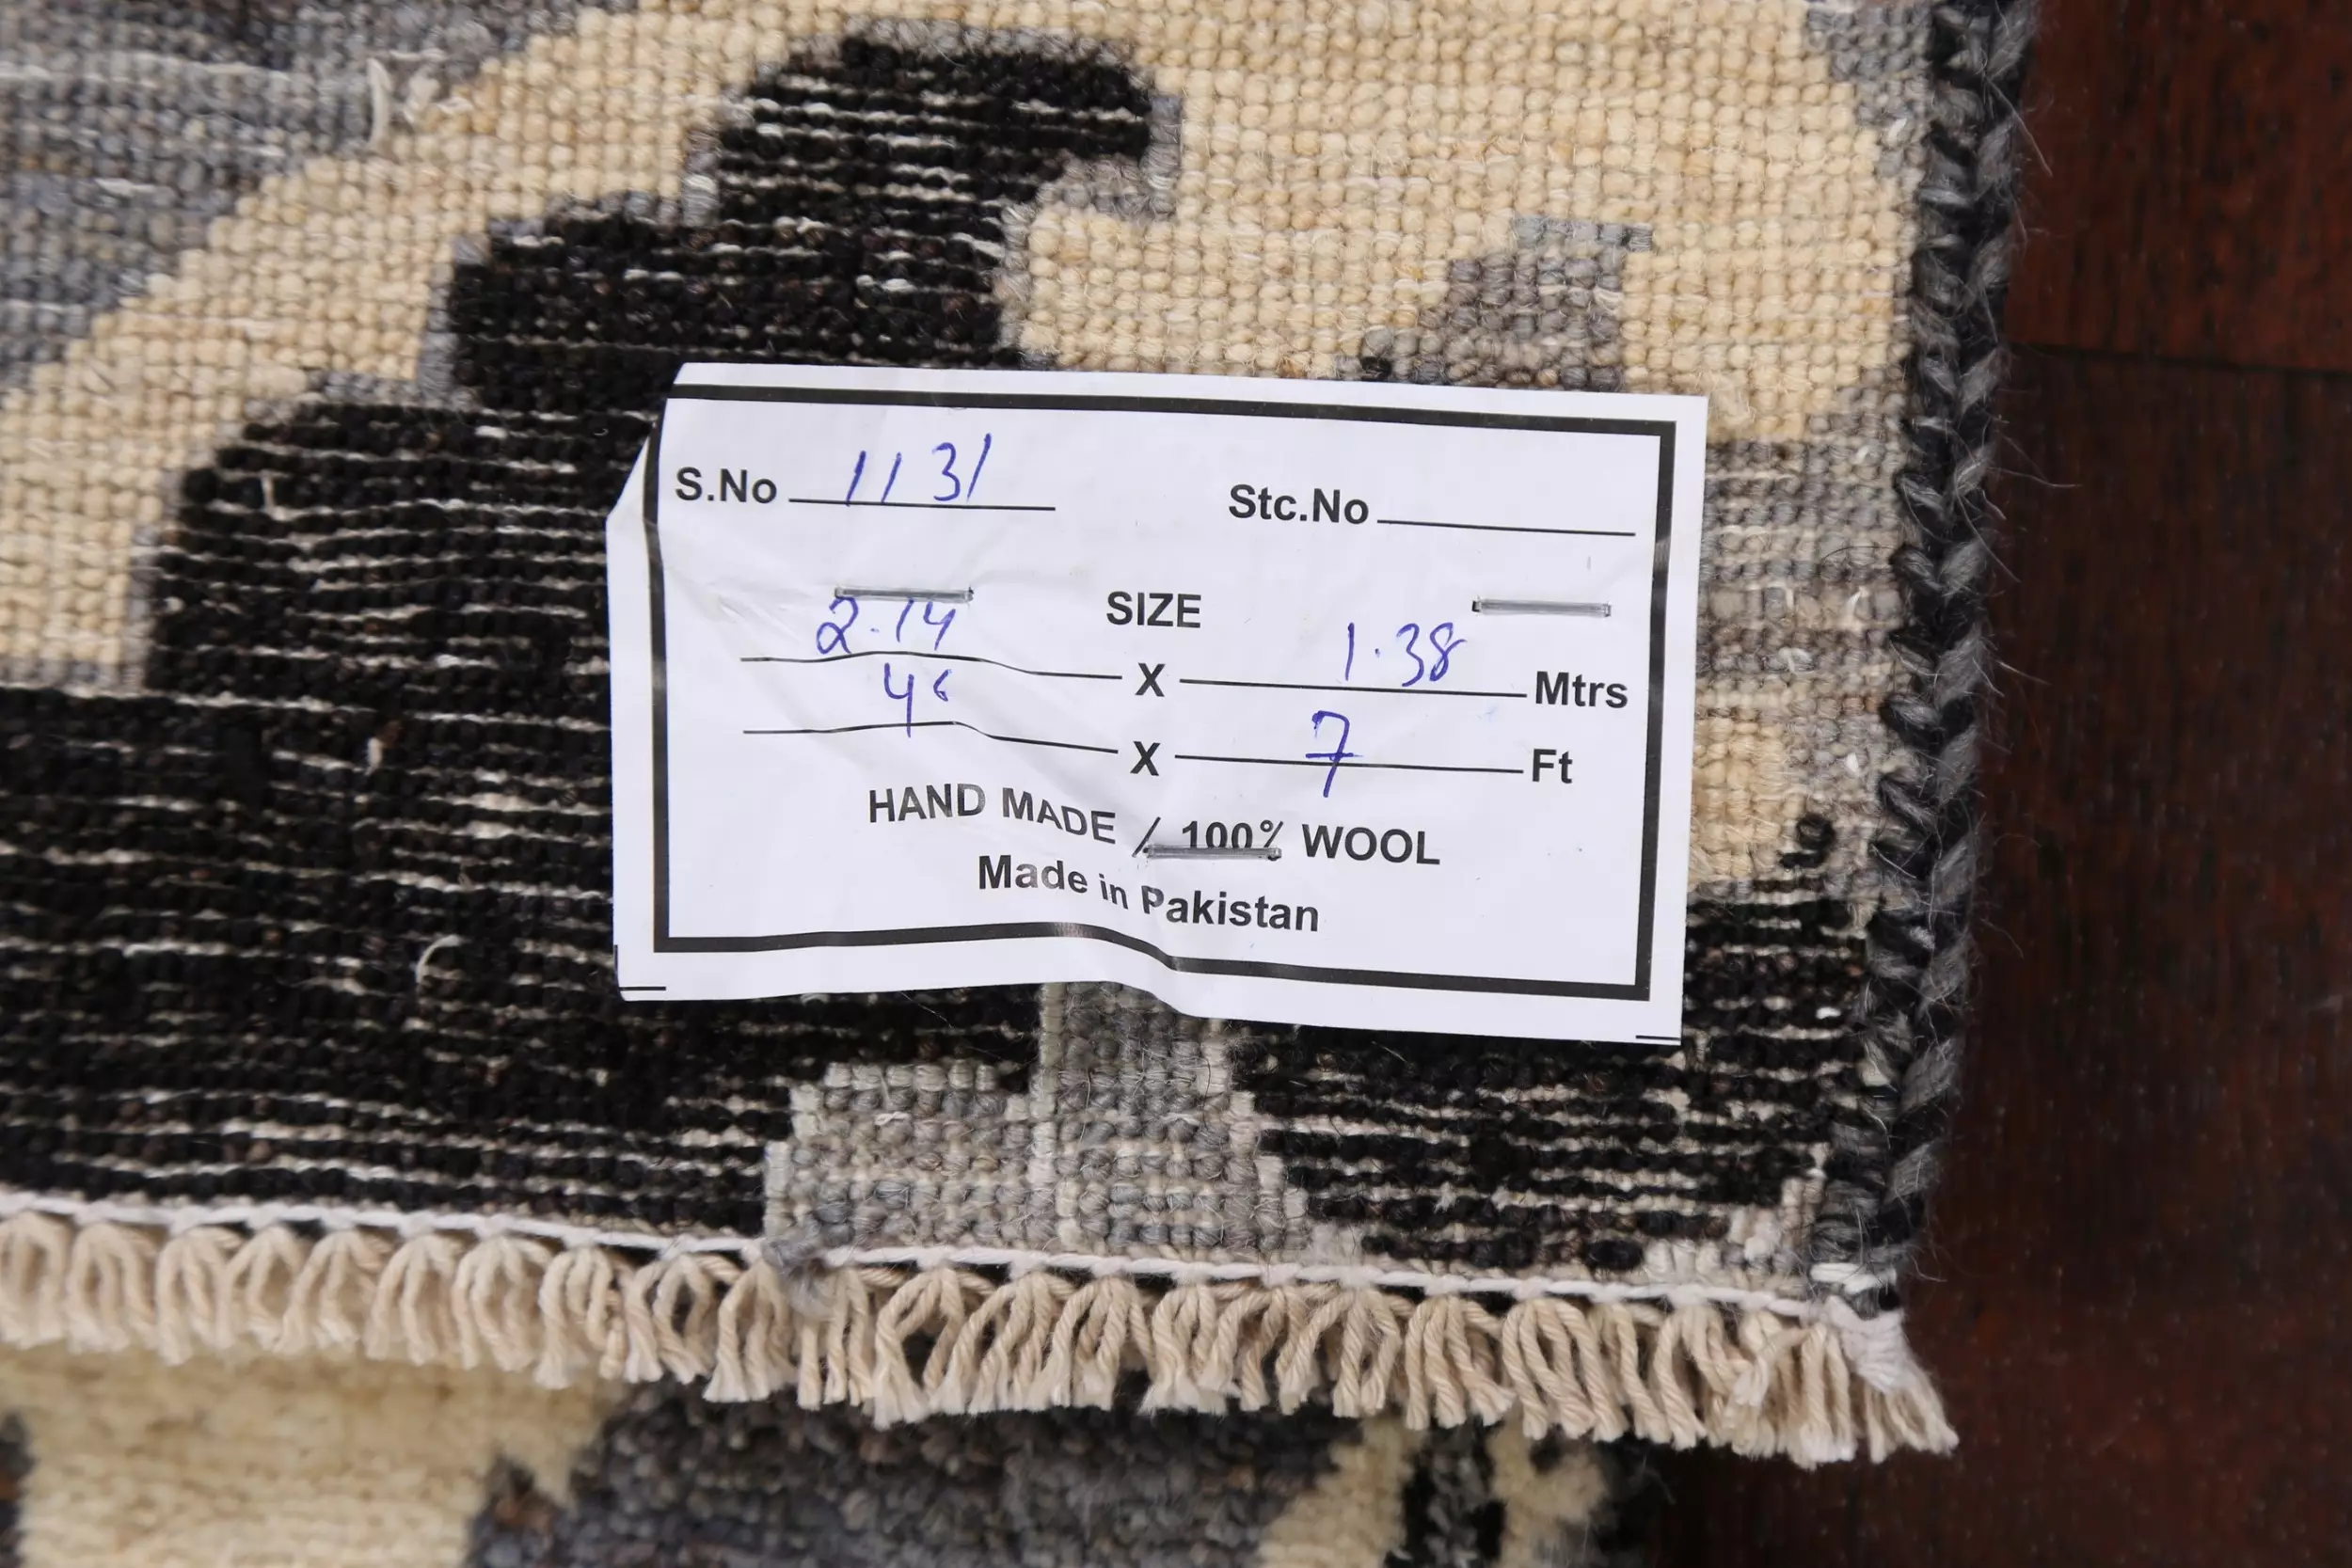 S.No 1131 Stc.No
SIZE
2.14 X 1.38 Mtrs
4⁶ X 7 Ft
HAND MADE / 100% WOOL
Made in Pakistan